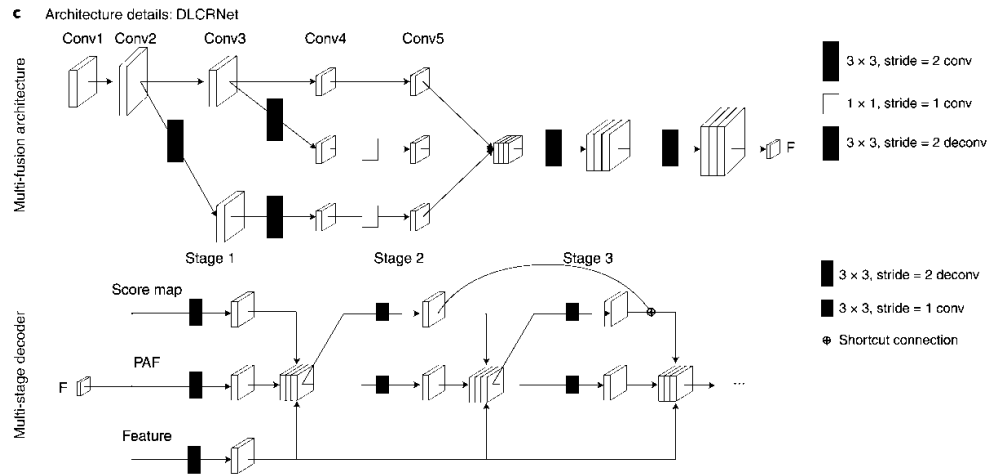 c Architecture details: DLCRNet
Conv1 Conv2 Conv3 Conv4 Conv5
Multi-fusion architecture
3 × 3, stride = 2 conv
1 × 1, stride = 1 conv
3 × 3, stride = 2 deconv
F
Stage 1 Stage 2 Stage 3
Multi-stage decoder
Score map
PAF
F
Feature
...
3 × 3, stride = 2 deconv
3 × 3, stride = 1 conv
Shortcut connection